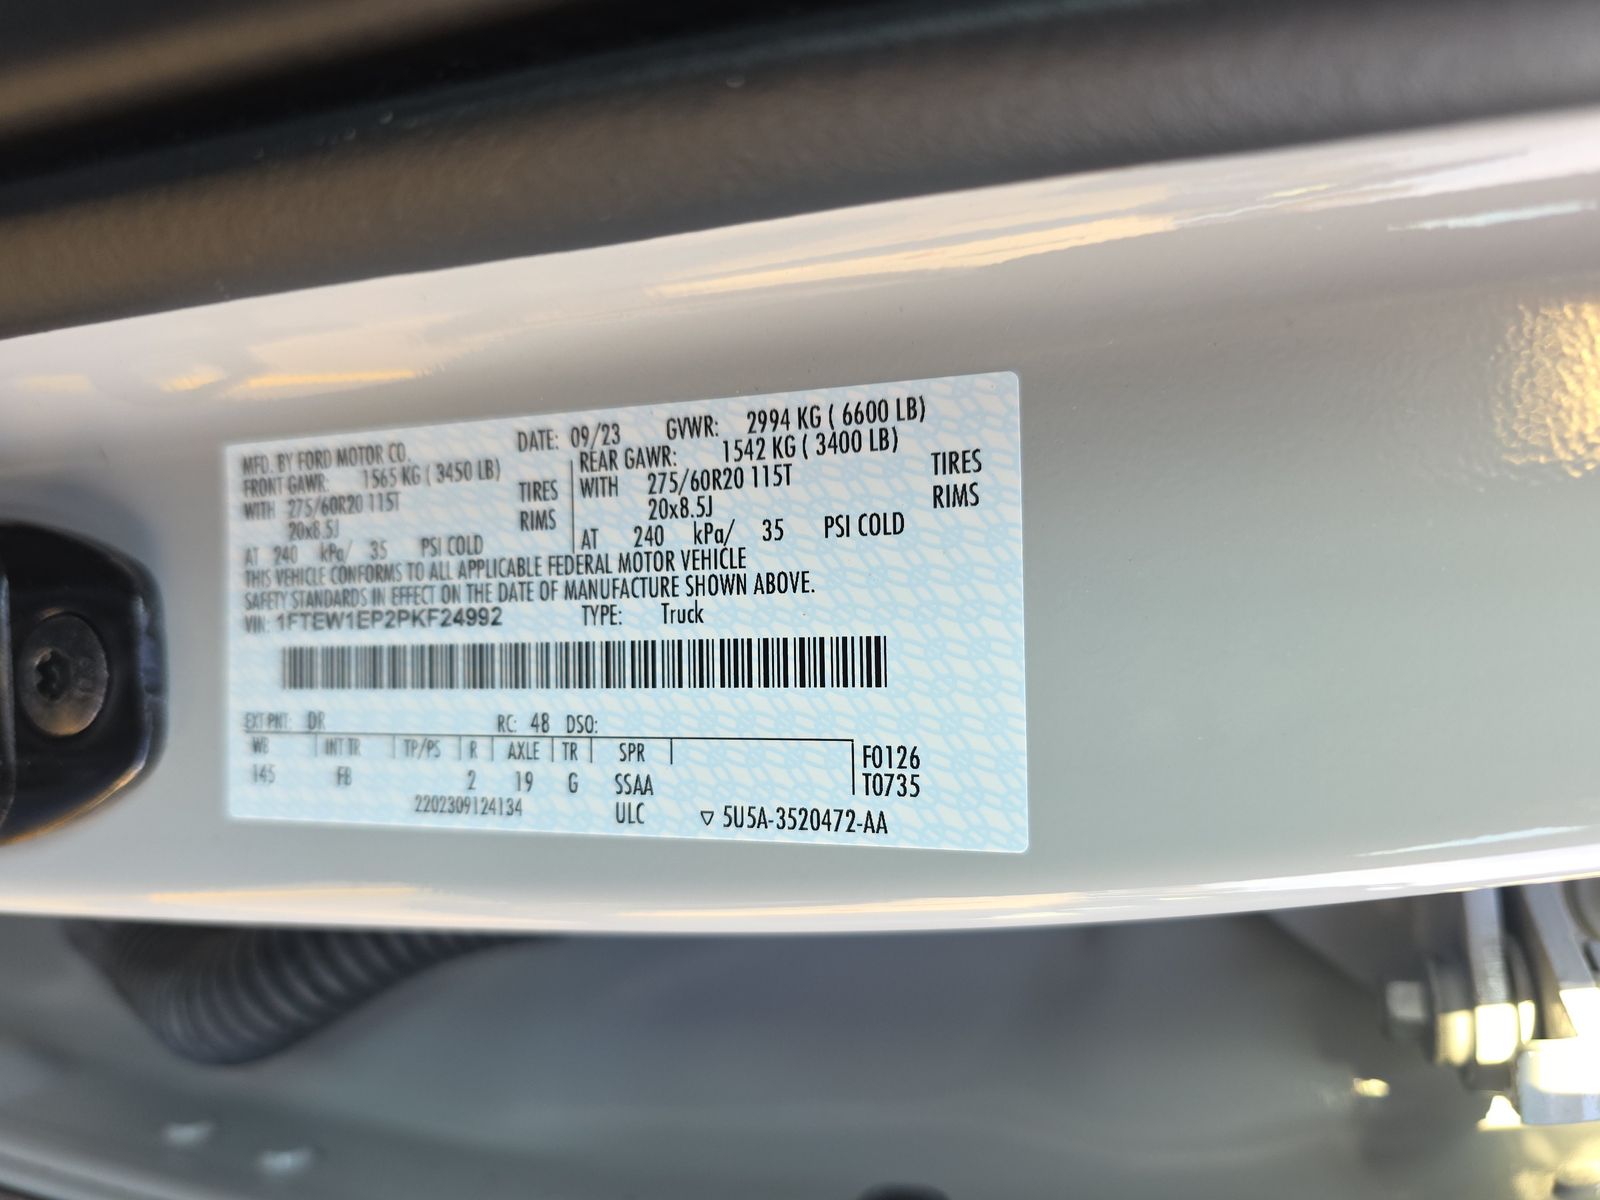 MFD. BY FORD MOTOR CO. DATE: 09/23 GVWR: 2994 KG ( 6600 LB)
FRONT GAWR: 1565 KG ( 3450 LB) REAR GAWR: 1542 KG ( 3400 LB)
WITH 275/60R20 115T TIRES WITH 275/60R20 115T TIRES
20x8.5J RIMS 20x8.5J RIMS
AT 240 kPa/ 35 PSI COLD AT 240 kPa/ 35 PSI COLD
THIS VEHICLE CONFORMS TO ALL APPLICABLE FEDERAL MOTOR VEHICLE
SAFETY STANDARDS IN EFFECT ON THE DATE OF MANUFACTURE SHOWN ABOVE.
VIN: 1FTEW1EP2PKF24992 TYPE: Truck
EXT PNT: DR RC: 48 DSO:
WB INT TR TP/PS R AXLE TR SPR F0126
145 FB 2 19 G SSAA T0735
2202309124134 ULC ▽ 5U5A-3520472-AA